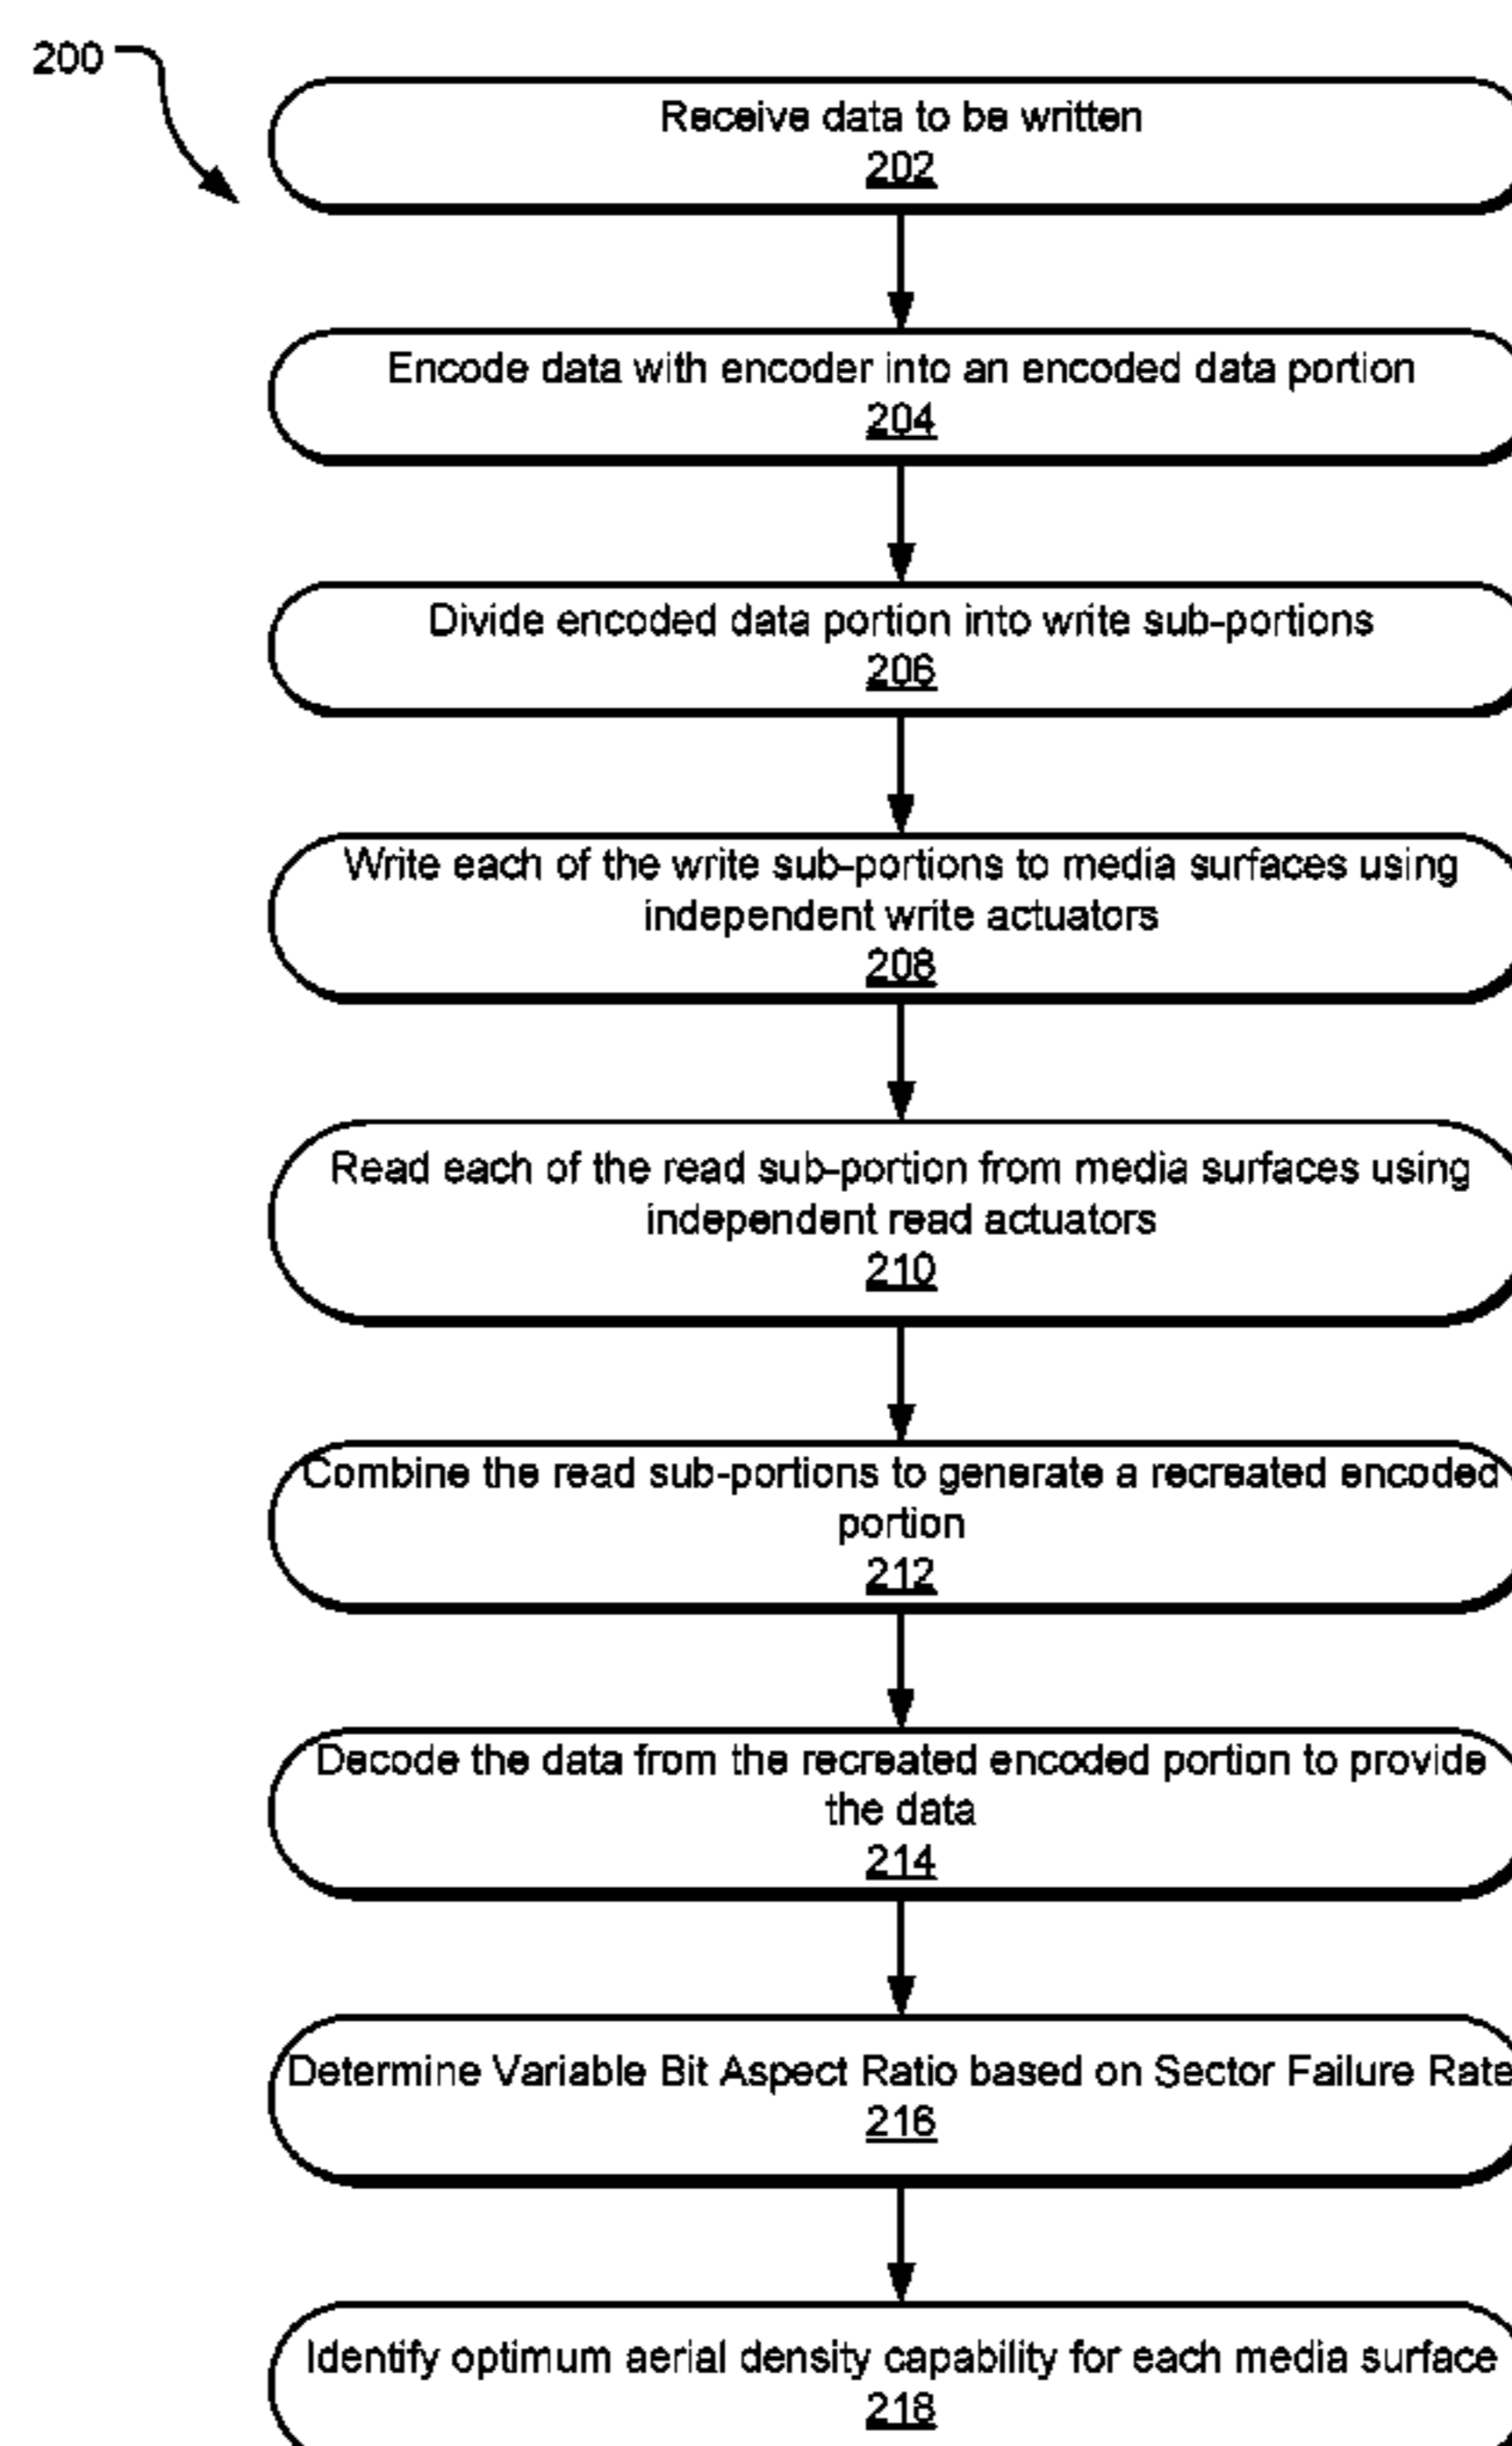 200
Receive data to be written
202
Encode data with encoder into an encoded data portion
204
Divide encoded data portion into write sub-portions
206
Write each of the write sub-portions to media surfaces using
independent write actuators
208
Read each of the read sub-portion from media surfaces using
independent read actuators
210
Combine the read sub-portions to generate a recreated encoded
portion
212
Decode the data from the recreated encoded portion to provide
the data
214
Determine Variable Bit Aspect Ratio based on Sector Failure Rate
216
Identify optimum aerial density capability for each media surface
218